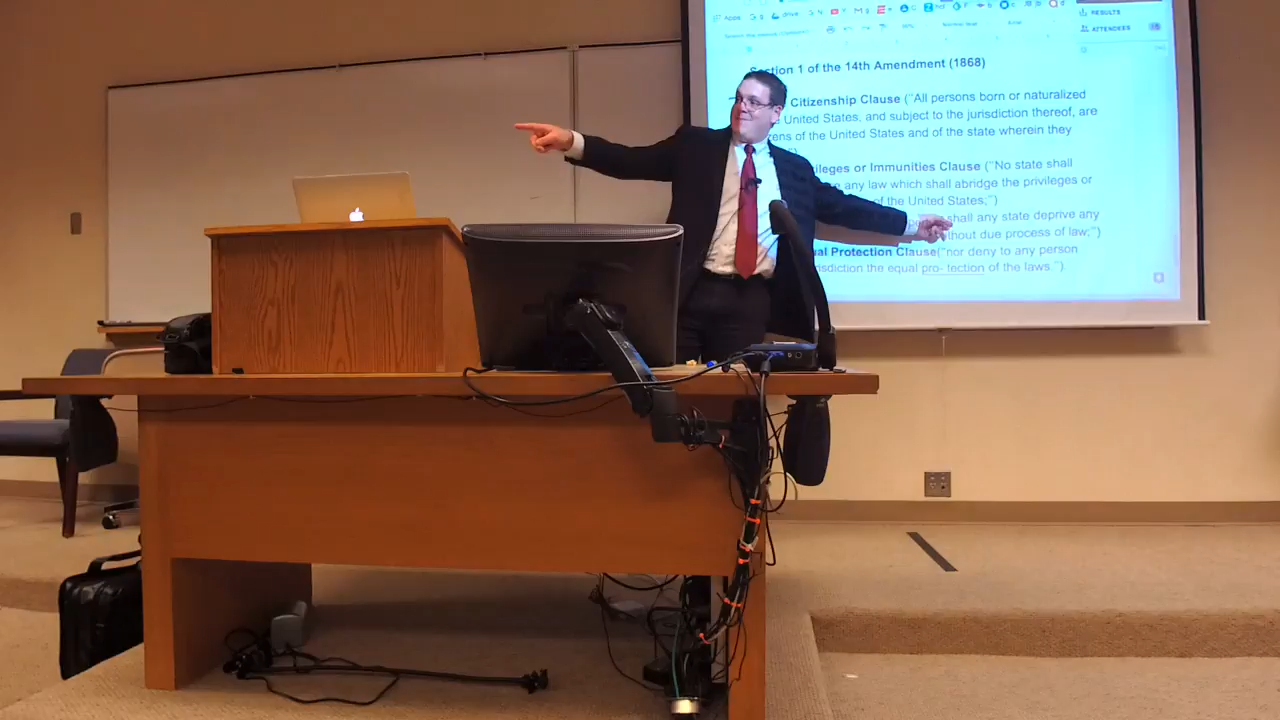 Apps
drive
RESULTS
ATTENDEES
Section 1 of the 14th Amendment (1868)
Citizenship Clause ("All persons born or naturalized
United States, and subject to the jurisdiction thereof, are
zens of the United States and of the state wherein they
ileges or Immunities Clause ("No state shall
any law which shall abridge the privileges or
of the United States;")
shall any state deprive any
thout due process of law;")
ual Protection Clause("nor deny to any person
risdiction the equal pro- tection of the laws.").